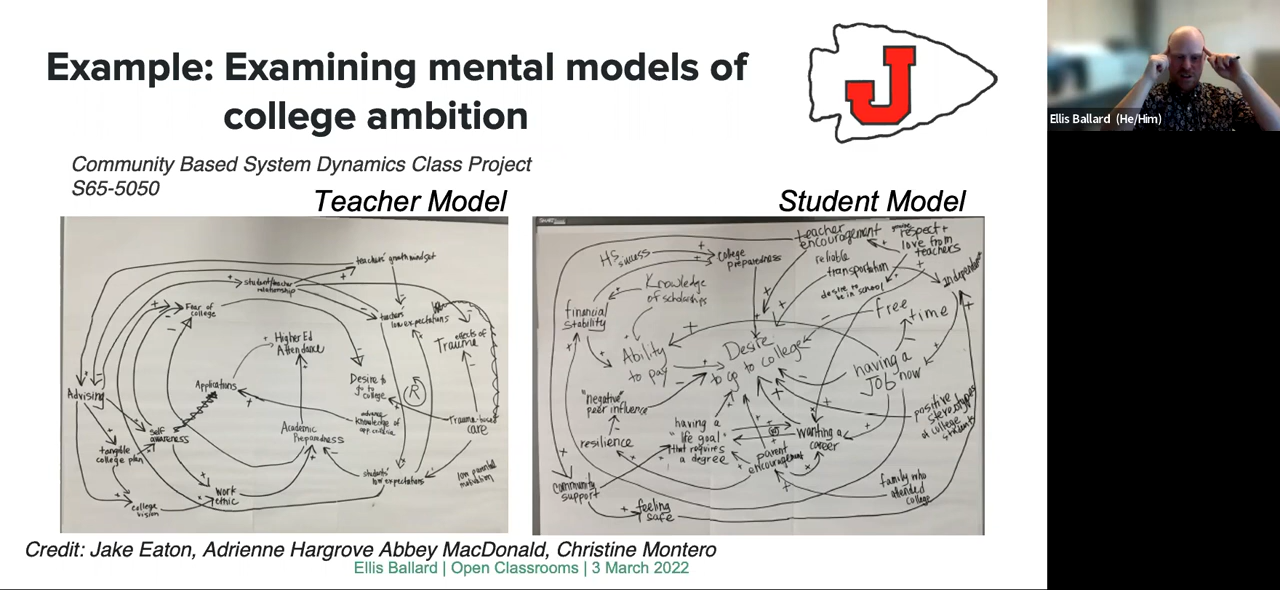 Example: Examining mental models of
college ambition
J
Ellis Ballard (He/Him)
Community Based System Dynamics Class Project
S65-5050
Teacher Model
Student Model
teachers' growth mindset
student/teacher
relationship
Fear of
college
teachers'
low expectations
effects of
Trauma
Higher Ed
Attendance
Desire to
go to
college
Applications
R
Advising
knowledge of
app. criteria
Trauma-based
care
Academic
Preparedness
self
awareness
tangible
college plan
students'
low expectations
low parental
work
ethic
college
vision
teacher
encouragement
respect +
love from
teachers
HS
college
preparedness
reliable
transportation
desire to
be in school
independence
Knowledge
of scholarships
financial
stability
Free
time
Ability
to pay
Desire
to go to college
having a
JOB now
"negative"
peer influence
positive
stereotypes
of college
students
having a
"life goal"
that requires
a degree
wanting a
career
resilience
parent
encouragement
community
support
family who
attended
college
feeling
safe
Credit: Jake Eaton, Adrienne Hargrove Abbey MacDonald, Christine Montero
Ellis Ballard | Open Classrooms | 3 March 2022